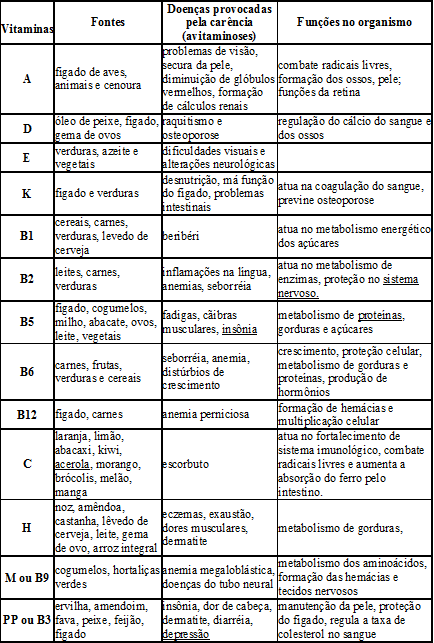 Vitaminas
Fontes
Doenças provocadas
pela carência
(avitaminoses)
Funções no organismo
A
fígado de aves,
animais e cenoura
problemas de visão,
secura da pele,
diminuição de glóbulos
vermelhos, formação
de cálculos renais
combate radicais livres,
formação dos ossos, pele;
funções da retina
D
óleo de peixe, fígado,
gema de ovos
raquitismo e
osteoporose
regulação do cálcio do sangue e
dos ossos
E
verduras, azeite e
vegetais
dificuldades visuais e
alterações neurológicas
K
fígado e verduras
desnutrição, má função
do fígado, problemas
intestinais
atua na coagulação do sangue,
previne osteoporose
B1
cereais, carnes,
verduras, levedo de
cerveja
beribéri
atua no metabolismo energético
dos açúcares
B2
leites, carnes,
verduras
inflamações na língua,
anemias, seborréia
atua no metabolismo de
enzimas, proteção no sistema
nervoso.
B5
fígado, cogumelos,
milho, abacate, ovos,
leite, vegetais
fadigas, cãibras
musculares, insônia
metabolismo de proteínas,
gorduras e açúcares
B6
carnes, frutas,
verduras e cereais
seborréia, anemia,
distúrbios de
crescimento
crescimento, proteção celular,
metabolismo de gorduras e
proteínas, produção de
hormônios
B12
fígado, carnes
anemia perniciosa
formação de hemácias e
multiplicação celular
C
laranja, limão,
abacaxi, kiwi,
acerola, morango,
brócolis, melão,
manga
escorbuto
atua no fortalecimento de
sistema imunológico, combate
radicais livres e aumenta a
absorção do ferro pelo
intestino.
H
noz, amêndoa,
castanha, lêvedo de
cerveja, leite, gema
de ovo, arroz integral
eczemas, exaustão,
dores musculares,
dermatite
metabolismo de gorduras,
M ou B9
cogumelos, hortaliças
verdes
anemia megaloblástica,
doenças do tubo neural
metabolismo dos aminoácidos,
formação das hemácias e
tecidos nervosos
PP ou B3
ervilha, amendoim,
fava, peixe, feijão,
fígado
insônia, dor de cabeça,
dermatite, diarréia,
depressão
manutenção da pele, proteção
do fígado, regula a taxa de
colesterol no sangue